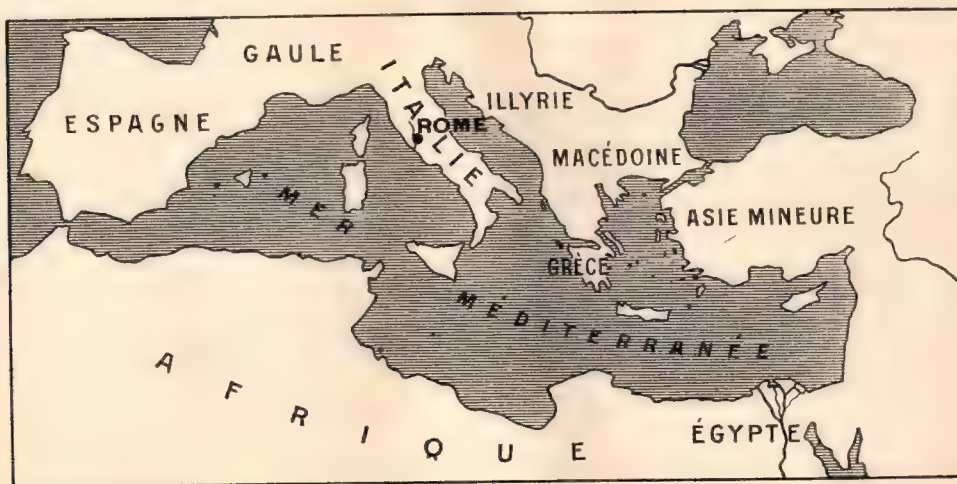 GAULE
ITALIE
ILLYRIE
ESPAGNE
ROME
MACÉDOINE
MER
ASIE MINEURE
GRÈCE
MÉDITERRANÉE
AFRIQUE
ÉGYPTE